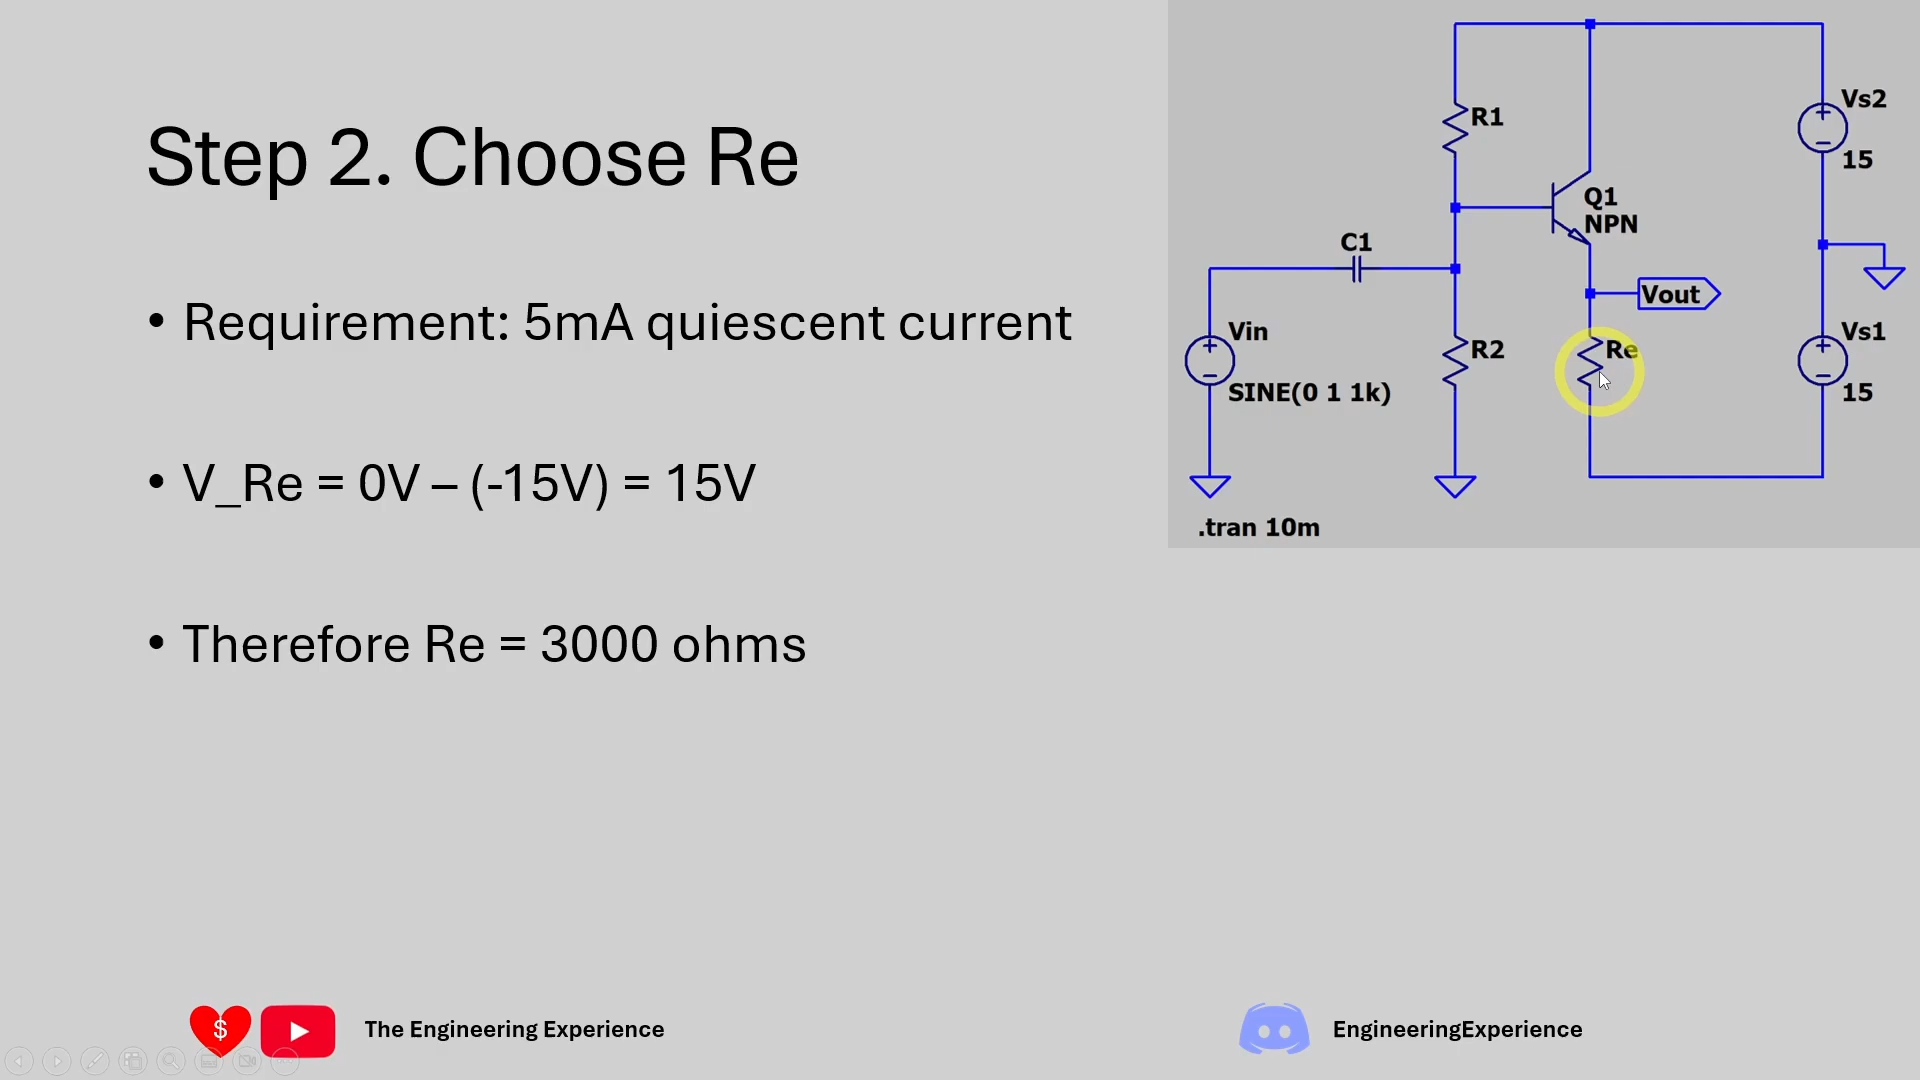 Step 2. Choose Re
• Requirement: 5mA quiescent current
• V_Re = 0V – (-15V) = 15V
• Therefore Re = 3000 ohms
R1
Vs2
15
Q1
NPN
C1
Vout
Vin
SINE(0 1 1k)
R2
Re
Vs1
15
.tran 10m
$
The Engineering Experience
EngineeringExperience